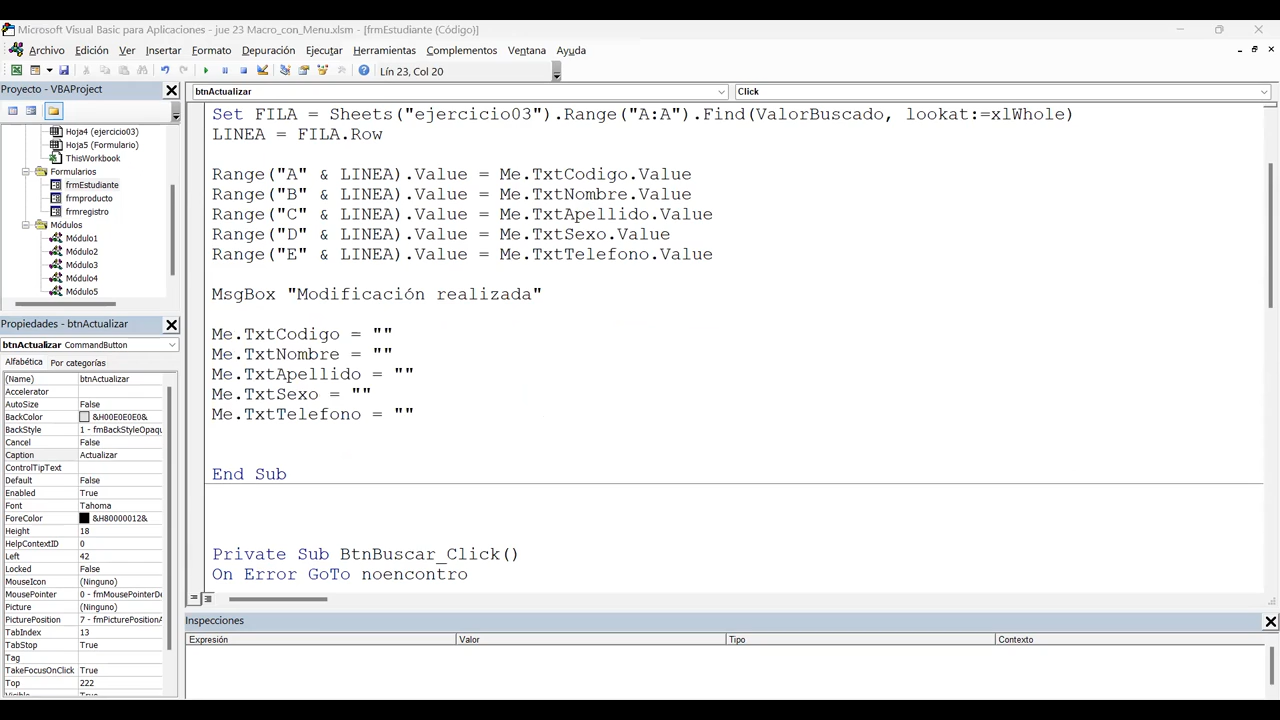 Microsoft Visual Basic para Aplicaciones - jue 23 Macro_con_Menu.xlsm - [frmEstudiante (Código)]
Archivo Edición Ver Insertar Formato Depuración Ejecutar Herramientas Complementos Ventana Ayuda
Lín 23, Col 20
Proyecto - VBAProject
Hoja4 (ejercicio03)
Hoja5 (Formulario)
ThisWorkbook
Formularios
frmEstudiante
frmproducto
frmregistro
Módulos
Módulo1
Módulo2
Módulo3
Módulo4
Módulo5
Propiedades - btnActualizar
btnActualizar CommandButton
Alfabética Por categorías
(Name) btnActualizar
Accelerator
AutoSize False
BackColor &H00E0E0E0&
BackStyle 1 - fmBackStyleOpaqu
Cancel False
Caption Actualizar
ControlTipText
Default False
Enabled True
Font Tahoma
ForeColor &H80000012&
Height 18
HelpContextID 0
Left 42
Locked False
MouseIcon (Ninguno)
MousePointer 0 - fmMousePointerDe
Picture (Ninguno)
PicturePosition 7 - fmPicturePositionA
TabIndex 13
TabStop True
Tag
TakeFocusOnClick True
Top 222
btnActualizar Click
Set FILA = Sheets("ejercicio03").Range("A:A").Find(ValorBuscado, lookat:=xlWhole)
LINEA = FILA.Row
Range("A" & LINEA).Value = Me.TxtCodigo.Value
Range("B" & LINEA).Value = Me.TxtNombre.Value
Range("C" & LINEA).Value = Me.TxtApellido.Value
Range("D" & LINEA).Value = Me.TxtSexo.Value
Range("E" & LINEA).Value = Me.TxtTelefono.Value
MsgBox "Modificación realizada"
Me.TxtCodigo = ""
Me.TxtNombre = ""
Me.TxtApellido = ""
Me.TxtSexo = ""
Me.TxtTelefono = ""
End Sub
Private Sub BtnBuscar_Click()
On Error GoTo noencontro
Inspecciones
Expresión Valor Tipo Contexto